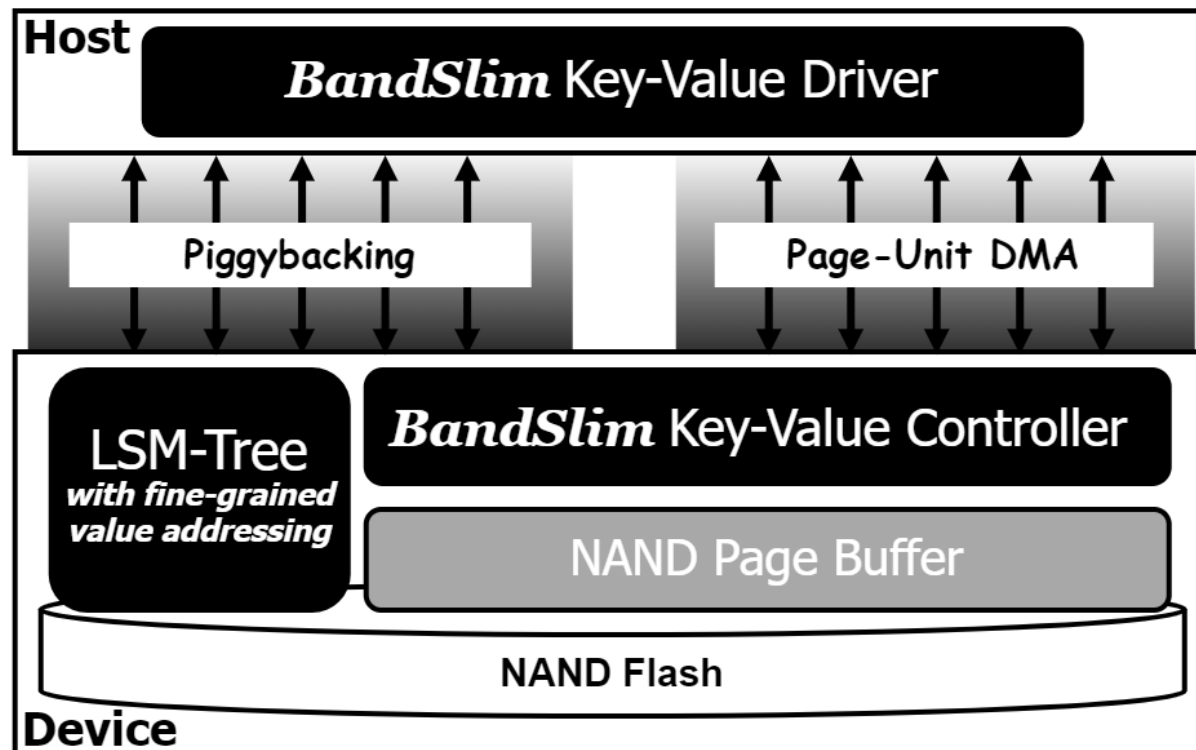 Host
BandSlim Key-Value Driver
Piggybacking
Page-Unit DMA
LSM-Tree
with fine-grained
value addressing
BandSlim Key-Value Controller
NAND Page Buffer
NAND Flash
Device